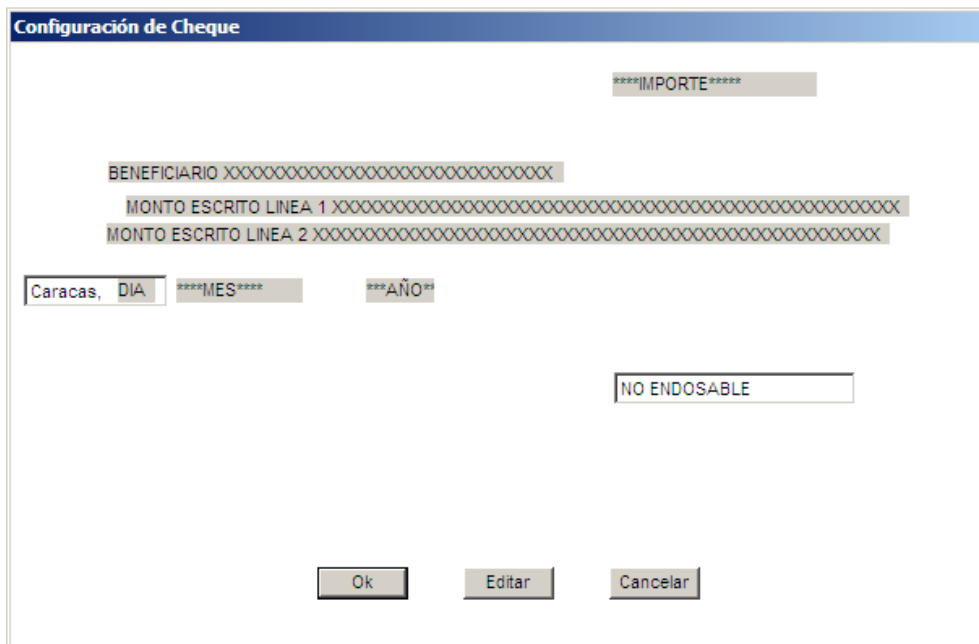 Configuración de Cheque
****IMPORTE*****
BENEFICIARIO XXXXXXXXXXXXXXXXXXXXXXXXXXXXX
MONTO ESCRITO LINEA 1 XXXXXXXXXXXXXXXXXXXXXXXXXXXXXXXXXXXXXXXXXXXXXXXXXX
MONTO ESCRITO LINEA 2 XXXXXXXXXXXXXXXXXXXXXXXXXXXXXXXXXXXXXXXXXXXXXXXXXX
Caracas, DIA ****MES**** ***AÑO**
NO ENDOSABLE
Ok Editar Cancelar